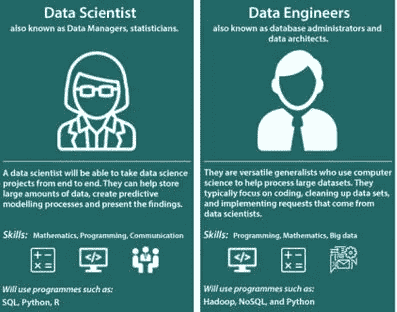 Data Scientist
also known as Data Managers, statisticians.
A data scientist will be able to take data science
projects from end to end. They can help store
large amounts of data, create predictive
modelling processes and present the findings.
Skills: Mathematics, Programming, Communication
Will use programmes such as:
SQL, Python, R
Data Engineers
also known as database administrators and
data architects.
They are versatile generalists who use computer
science to help process large datasets. They
typically focus on coding, cleaning up data sets,
and implementing requests that come from
data scientists.
Skills: Programming, Mathematics, Big data
Will use programmes such as:
Hadoop, NoSQL, and Python